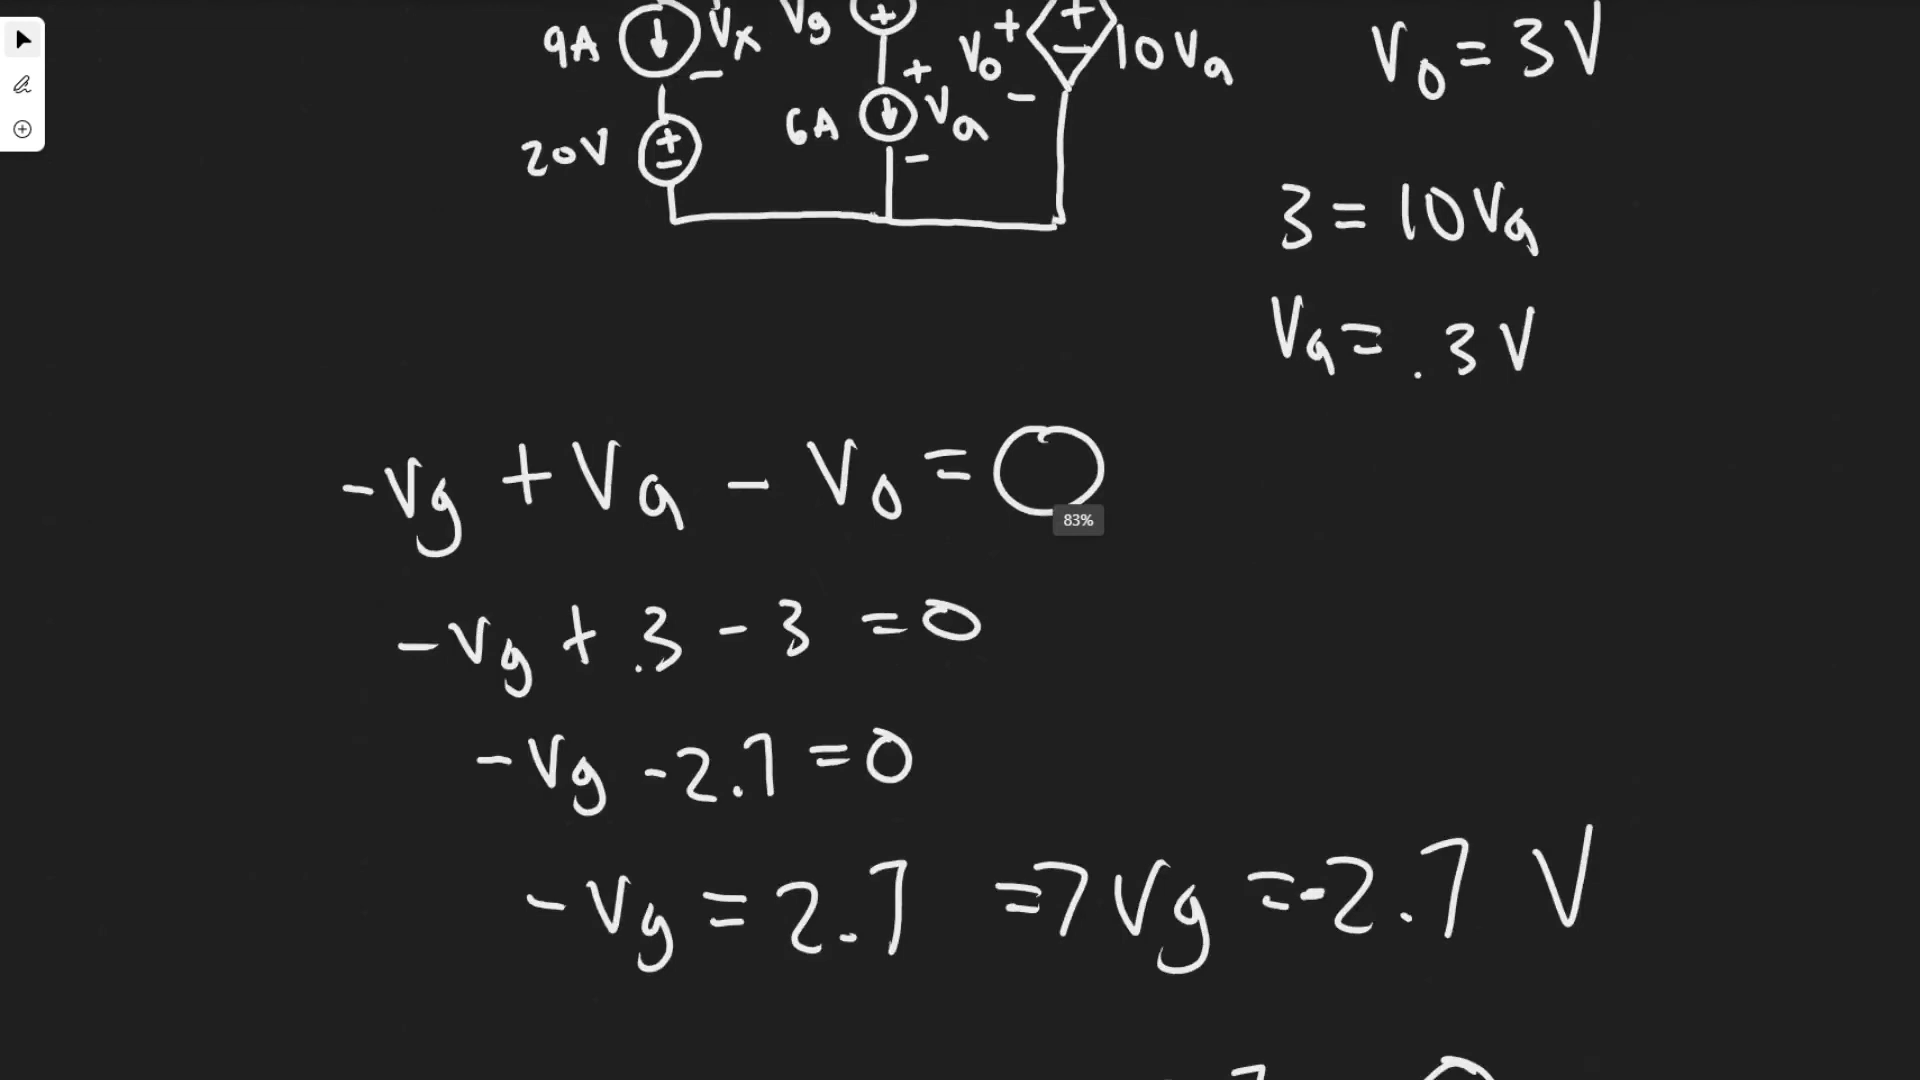 9A Vx Vg + Vo + 10Va Vo = 3V
-
+
20V + - 6A Va -
-
3 = 10Va
Va = .3V
-Vg + Va - Vo = 0
83%
-Vg + .3 - 3 = 0
-Vg - 2.7 = 0
-Vg = 2.7 => Vg = -2.7 V